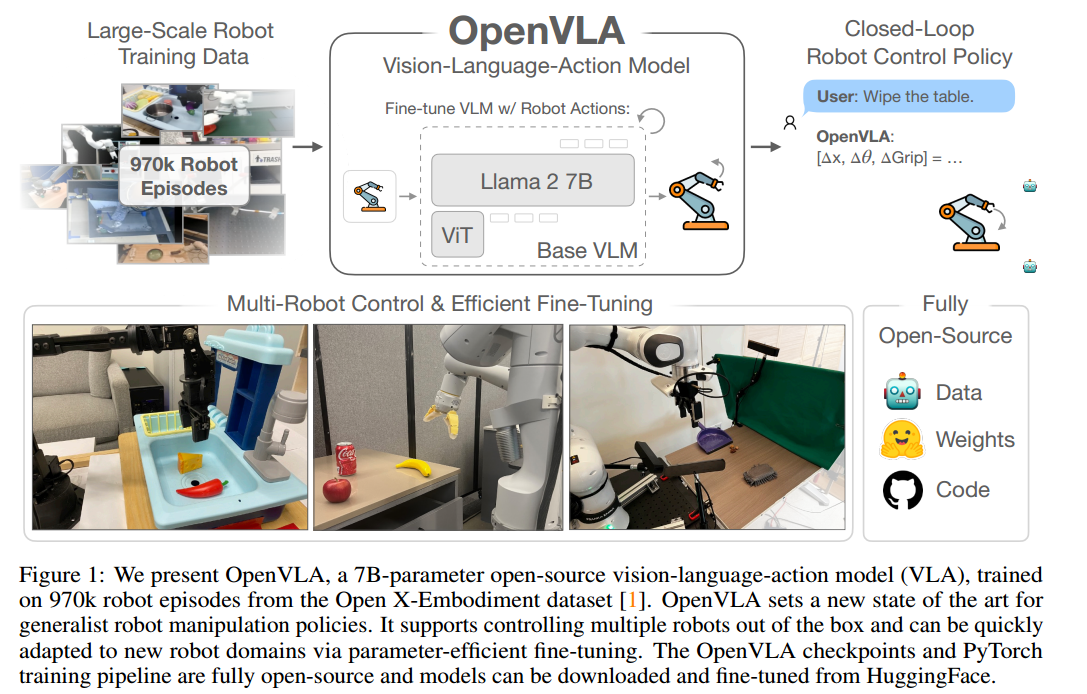 Large-Scale Robot
Training Data
970k Robot
Episodes
OpenVLA
Vision-Language-Action Model
Fine-tune VLM w/ Robot Actions:
Llama 2 7B
ViT
Base VLM
Closed-Loop
Robot Control Policy
User: Wipe the table.
OpenVLA:
[Δx, Δθ, ΔGrip] = …
Multi-Robot Control & Efficient Fine-Tuning
Fully
Open-Source
Data
Weights
Code
Figure 1: We present OpenVLA, a 7B-parameter open-source vision-language-action model (VLA), trained
on 970k robot episodes from the Open X-Embodiment dataset [1]. OpenVLA sets a new state of the art for
generalist robot manipulation policies. It supports controlling multiple robots out of the box and can be quickly
adapted to new robot domains via parameter-efficient fine-tuning. The OpenVLA checkpoints and PyTorch
training pipeline are fully open-source and models can be downloaded and fine-tuned from HuggingFace.